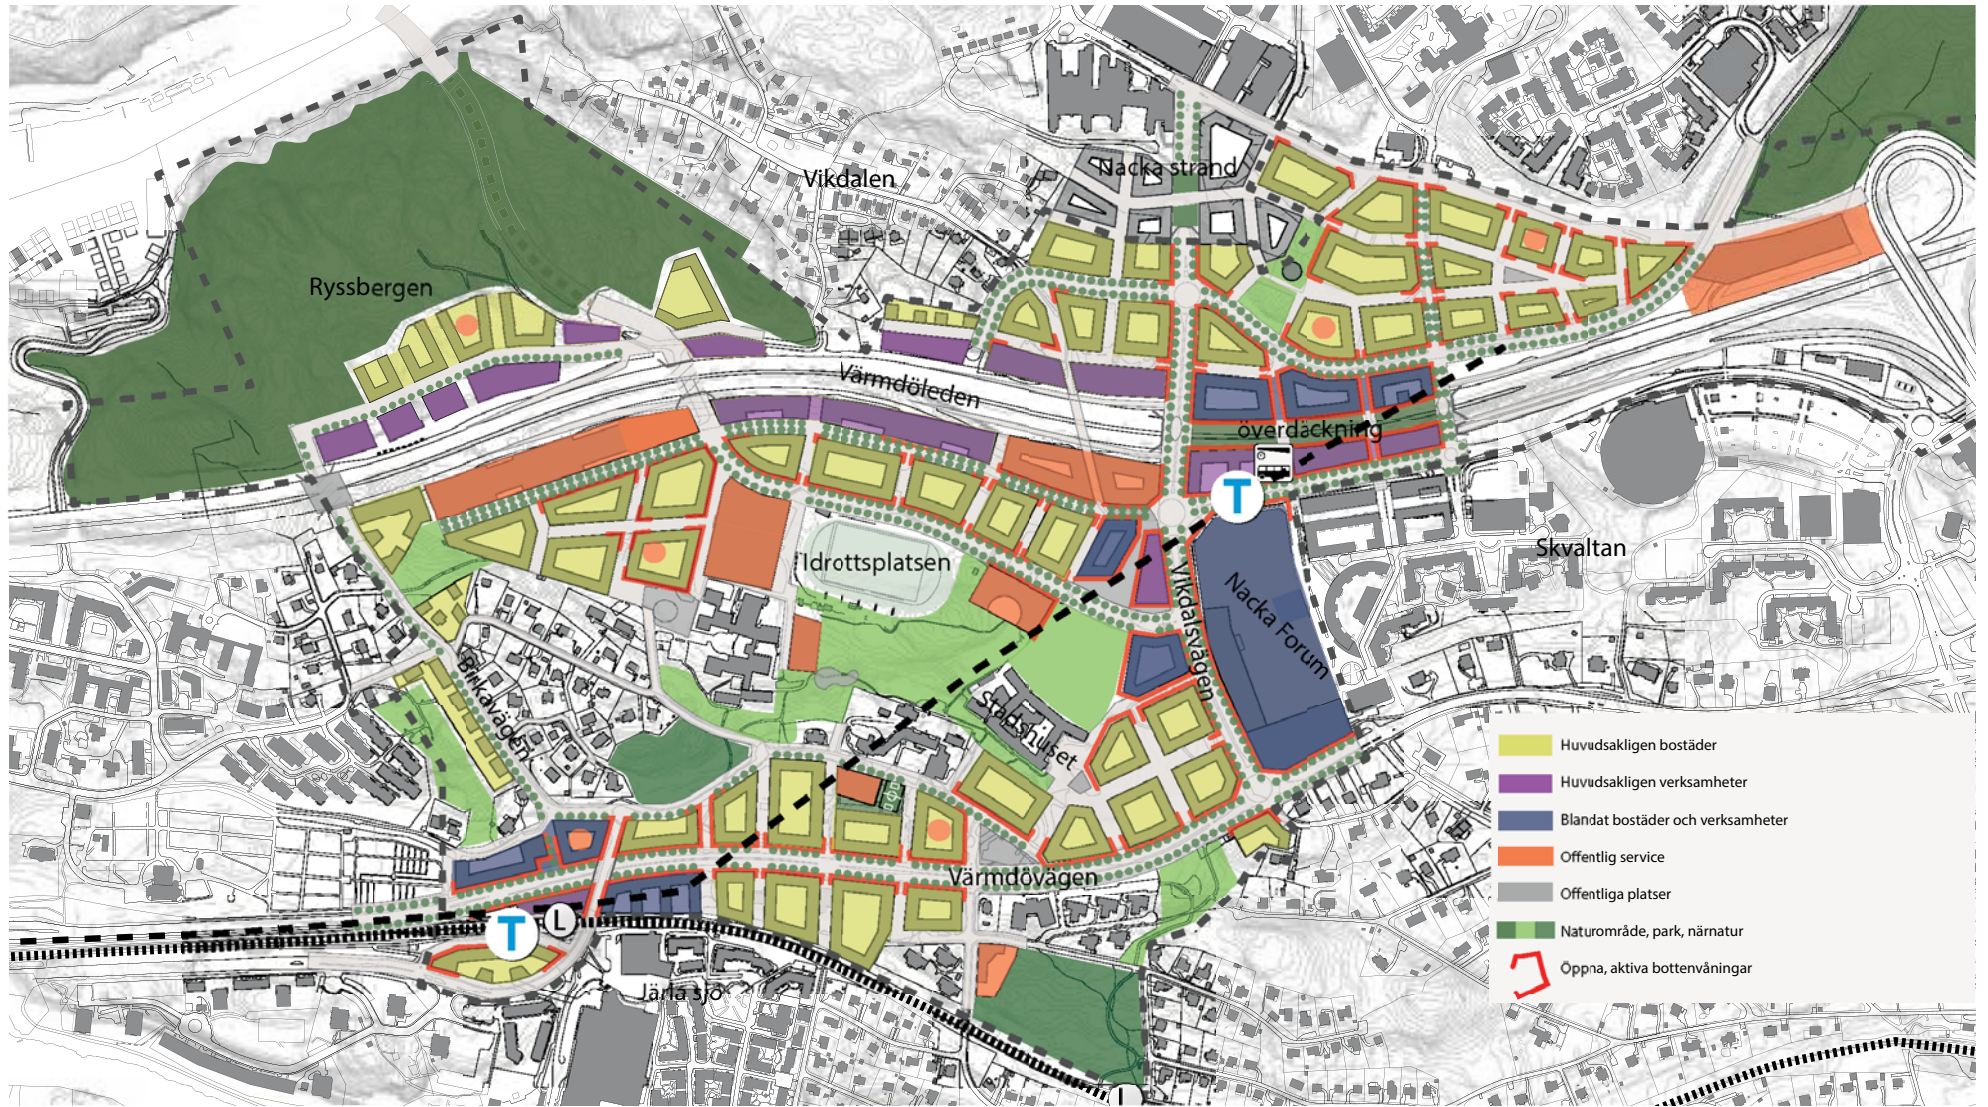 Nacka strand
Vikdalen
Ryssbergen
Värmdöleden
överdäckning
T
Idrottsplatsen
Skvaltan
Vikdalsvägen
Nacka Forum
Birkavägen
Stadshuset
Värmdövägen
T
L
Järla sjö
L
Huvudsakligen bostäder
Huvudsakligen verksamheter
Blandat bostäder och verksamheter
Offentlig service
Offentliga platser
Naturområde, park, närnatur
Öppna, aktiva bottenvåningar